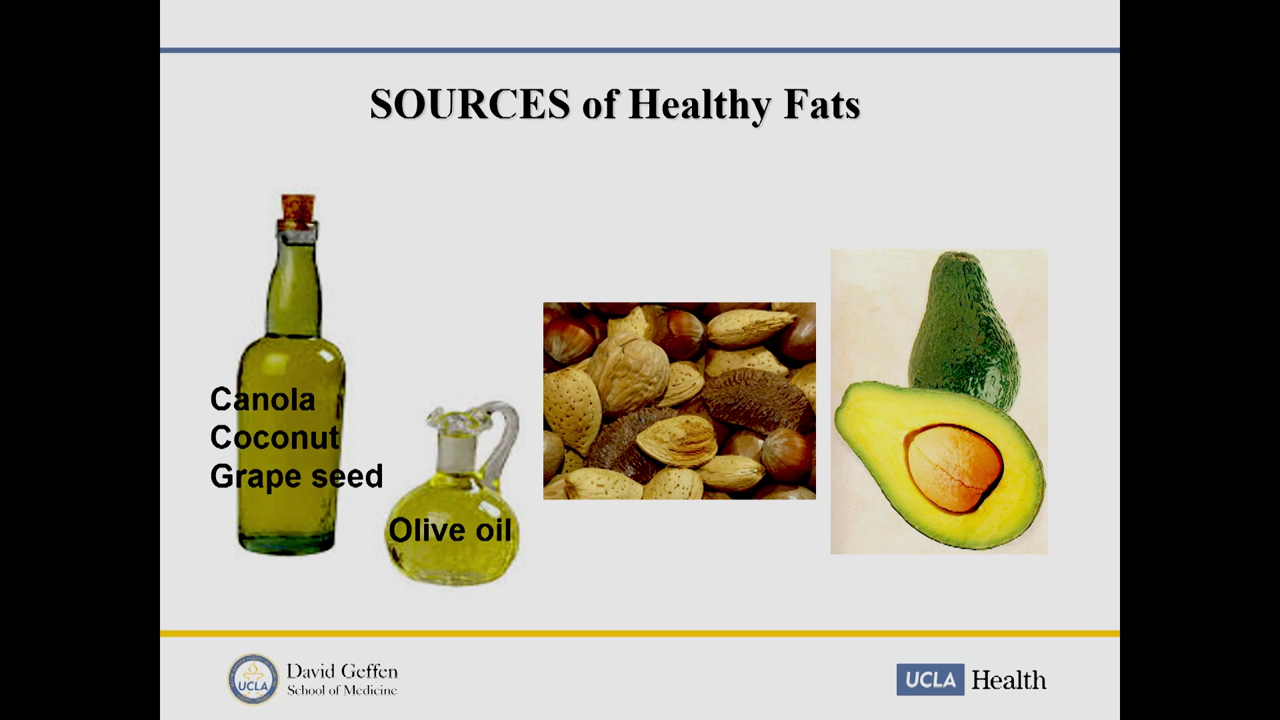 SOURCES of Healthy Fats
Canola
Coconut
Grape seed
Olive oil
UCLA
David Geffen
School of Medicine
UCLA Health